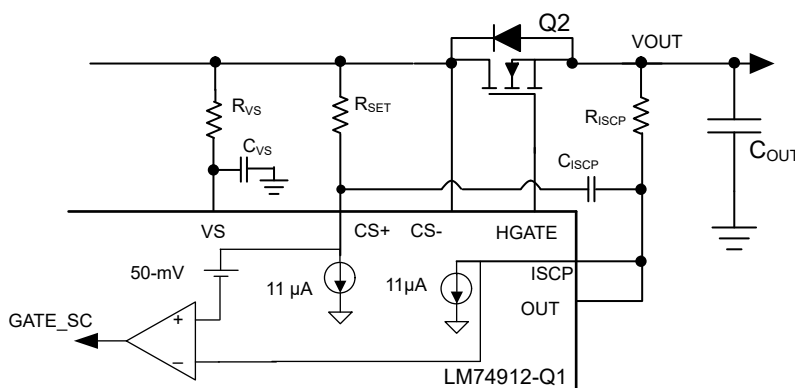 Q2
VOUT
RVS
RSET
RISCP
CVS
CISCP
COUT
VS
CS+
CS-
HGATE
50-mV
11 µA
11µA
ISCP
OUT
GATE_SC
+
−
LM74912-Q1